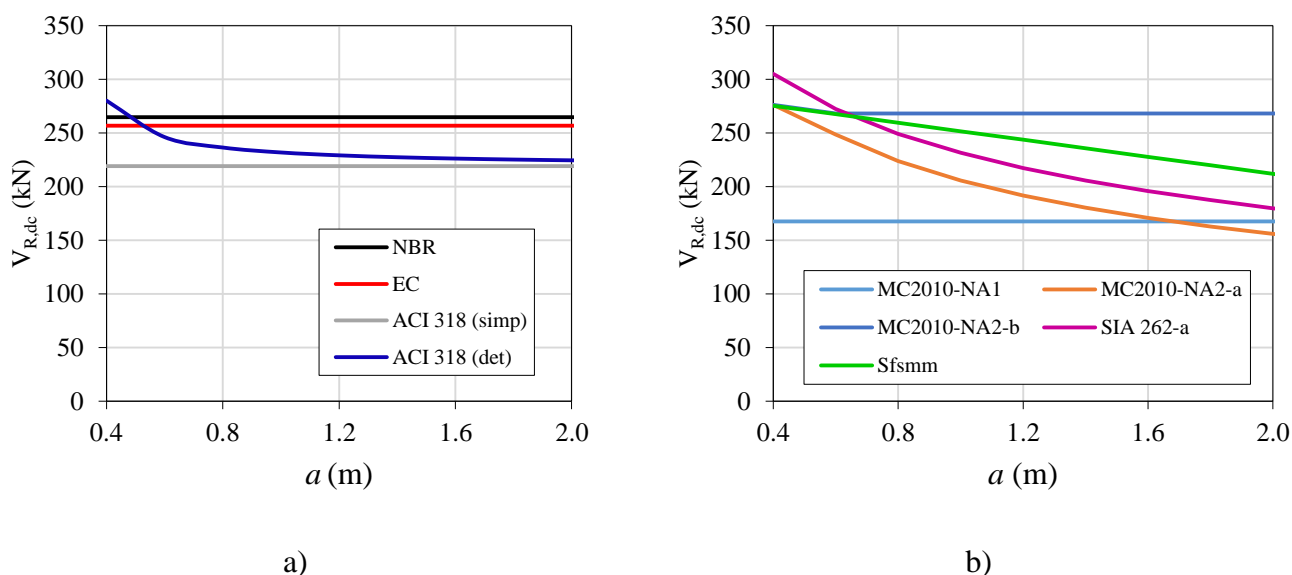 350
300
250
200
150
100
50
0
V_R,dc (kN)
0.4 0.8 1.2 1.6 2.0
a (m)
NBR
EC
ACI 318 (simp)
ACI 318 (det)
a)
350
300
250
200
150
100
50
0
V_R,dc (kN)
0.4 0.8 1.2 1.6 2.0
a (m)
MC2010-NA1 MC2010-NA2-a
MC2010-NA2-b SIA 262-a
Sfsmm
b)